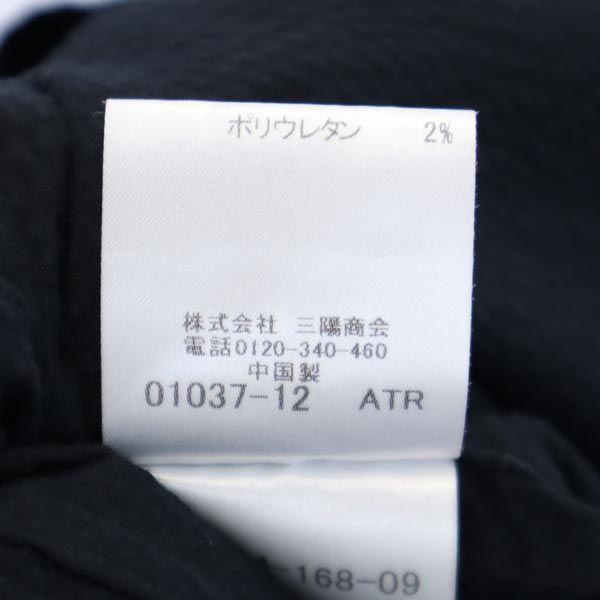 ポリウレタン 2%
株式会社 三陽商会
電話0120-340-460
中国製
01037-12 ATR
-168-09